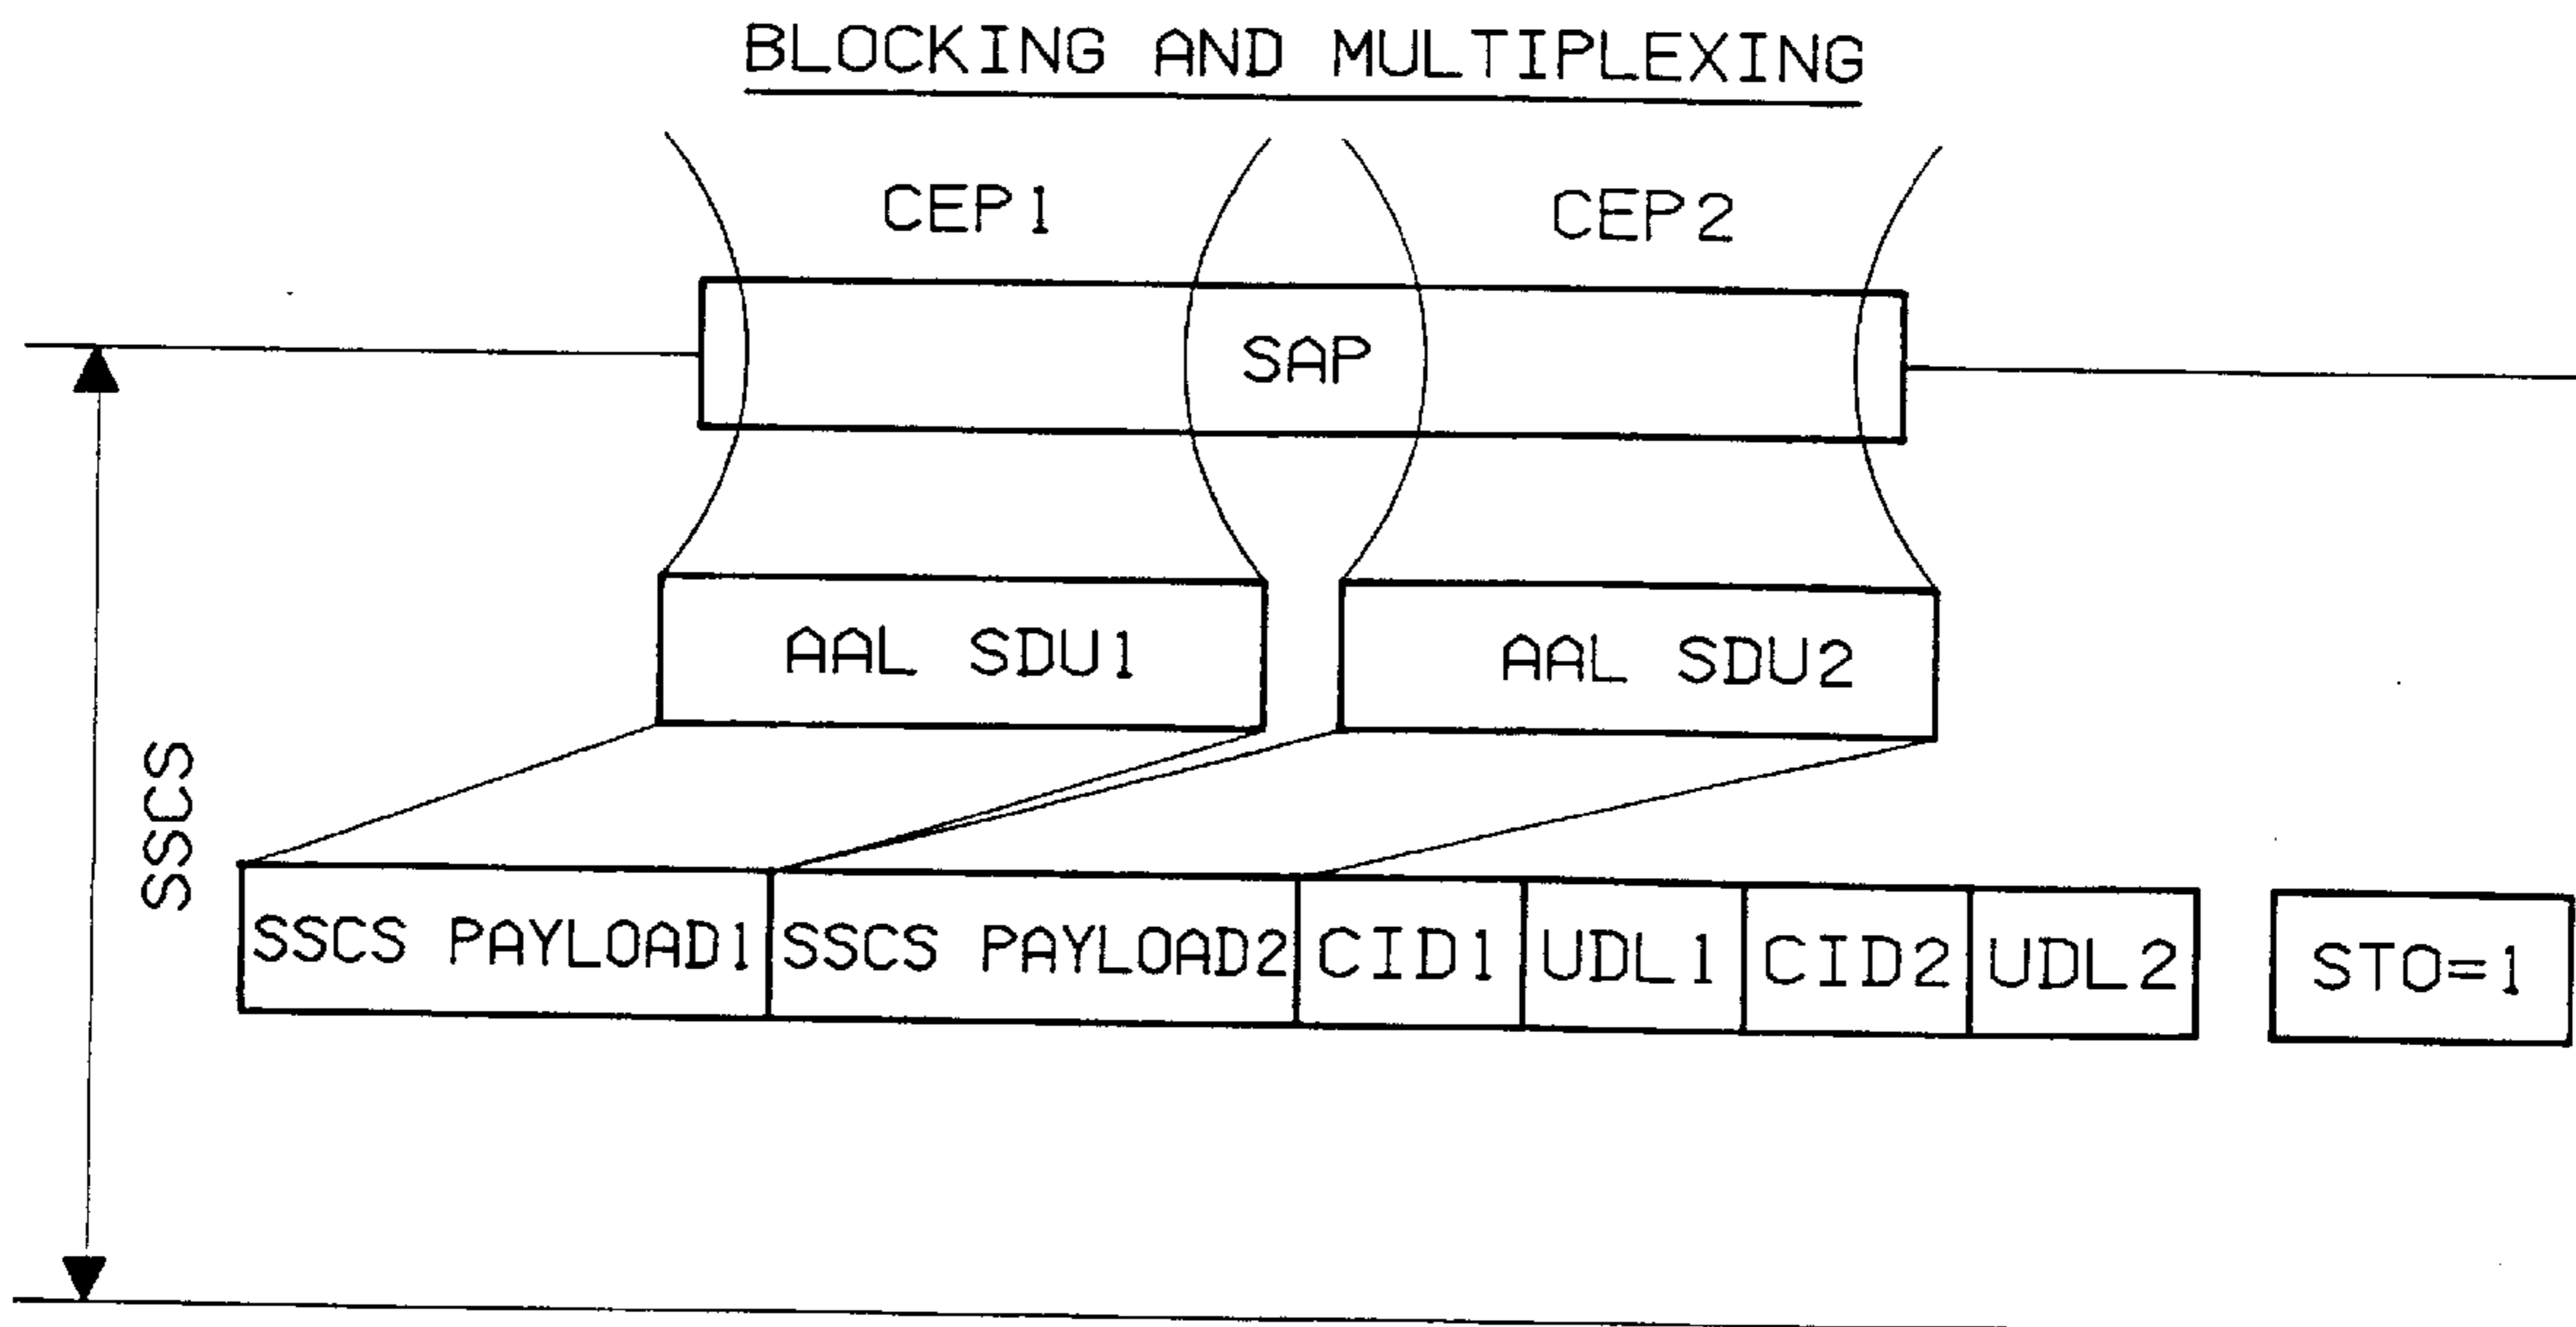 BLOCKING AND MULTIPLEXING
CEP1 CEP2
SAP
AAL SDU1 AAL SDU2
SSCS
SSCS PAYLOAD1 SSCS PAYLOAD2 CID1 UDL1 CID2 UDL2 STO=1